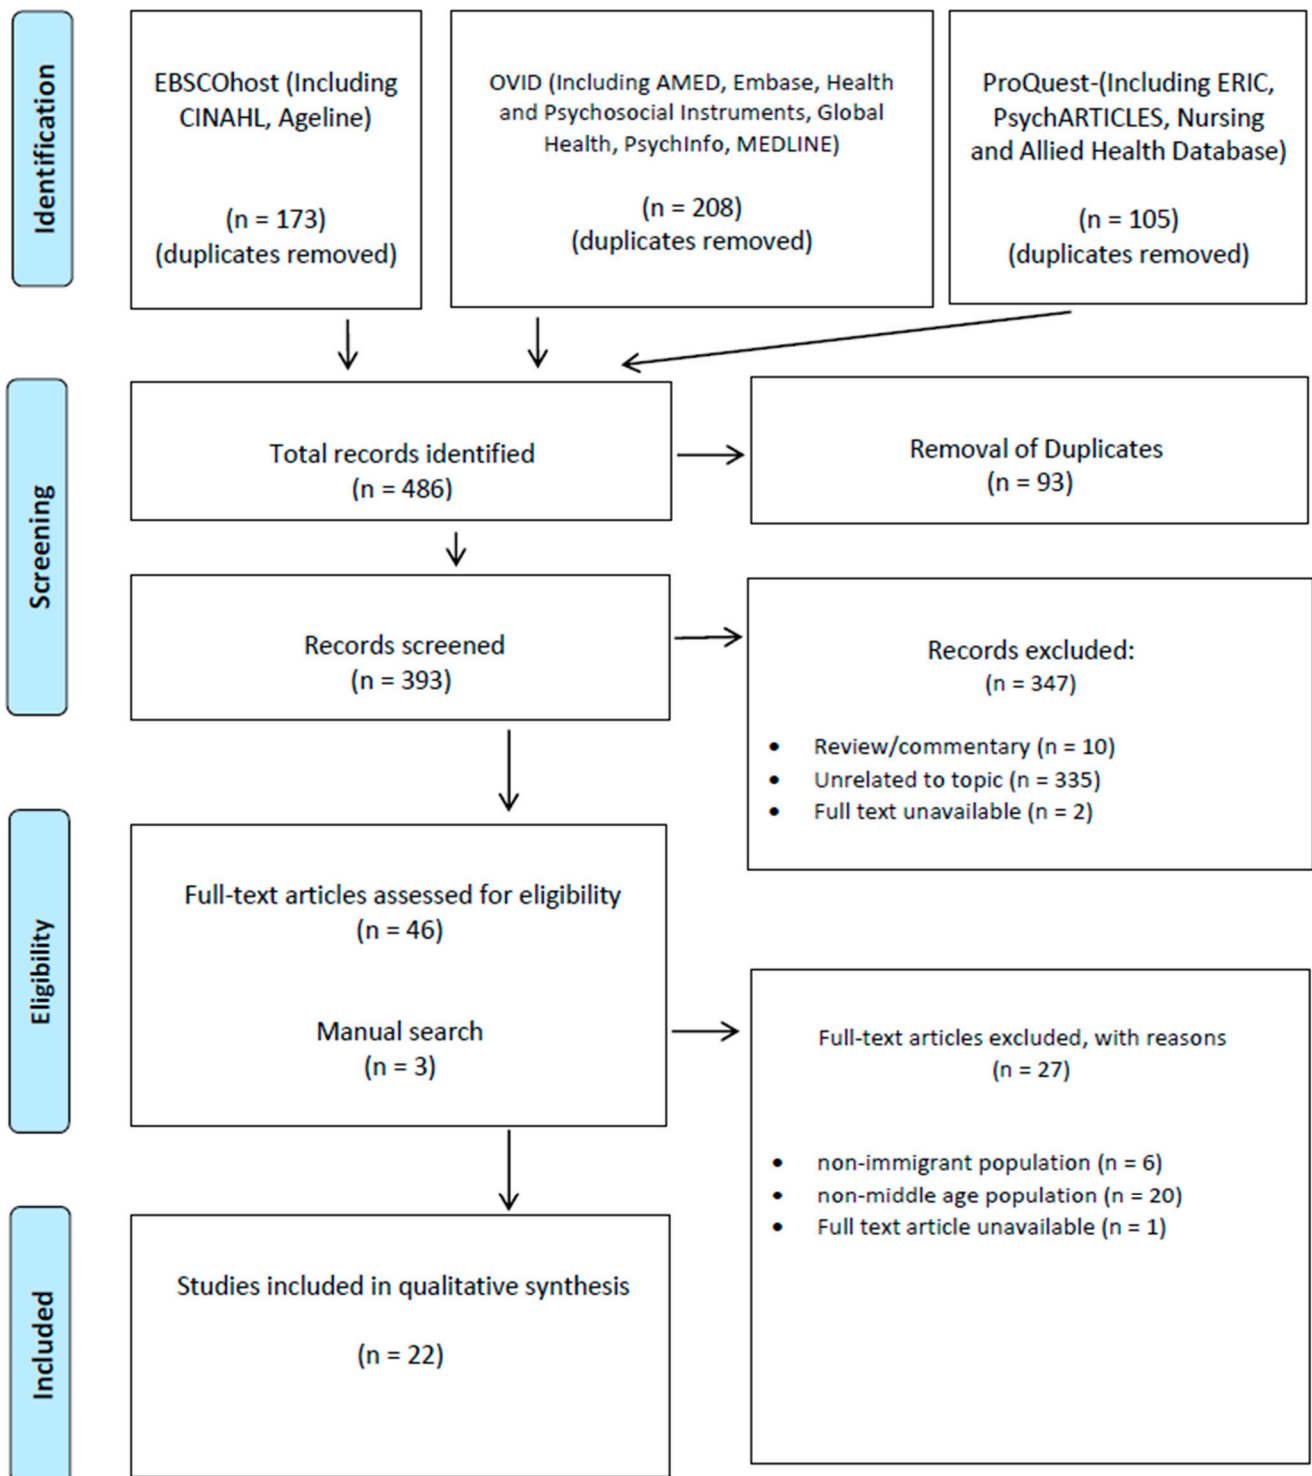 Identification
EBSCOhost (Including
CINAHL, Ageline)
(n = 173)
(duplicates removed)
OVID (Including AMED, Embase, Health
and Psychosocial Instruments, Global
Health, PsychInfo, MEDLINE)
(n = 208)
(duplicates removed)
ProQuest-(Including ERIC,
PsychARTICLES, Nursing
and Allied Health Database)
(n = 105)
(duplicates removed)
Screening
Total records identified
(n = 486)
Removal of Duplicates
(n = 93)
Records screened
(n = 393)
Records excluded:
(n = 347)
• Review/commentary (n = 10)
• Unrelated to topic (n = 335)
• Full text unavailable (n = 2)
Eligibility
Full-text articles assessed for eligibility
(n = 46)
Manual search
(n = 3)
Full-text articles excluded, with reasons
(n = 27)
• non-immigrant population (n = 6)
• non-middle age population (n = 20)
• Full text article unavailable (n = 1)
Included
Studies included in qualitative synthesis
(n = 22)